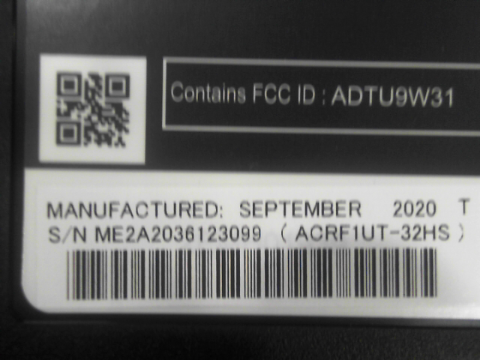 Contains FCC ID : ADTU9W31
MANUFACTURED: SEPTEMBER 2020 T
S/N ME2A2036123099 ( ACRF1UT-32HS )